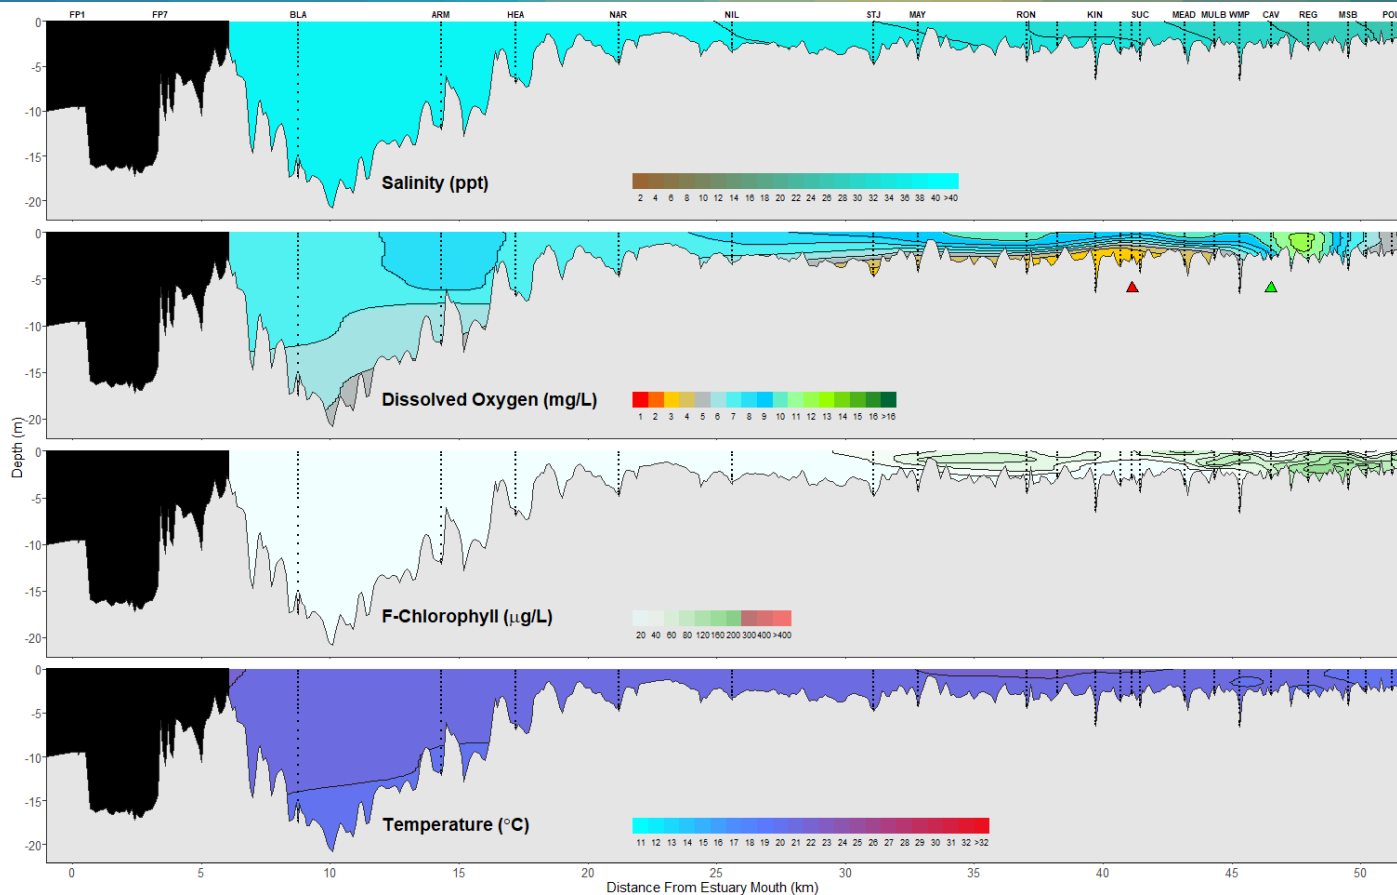 FP1 FP7 BLA ARM HEA NAR NIL STJ MAY RON KIN SUC MEAD MULB WMP CAV REG MSB POL
0
-5
-10
-15
-20
Salinity (ppt)
2 4 6 8 10 12 14 16 18 20 22 24 26 28 30 32 34 36 38 40 >40
0
-5
-10
-15
-20
Dissolved Oxygen (mg/L)
1 2 3 4 5 6 7 8 9 10 11 12 13 14 15 16 >16
Depth (m)
0
-5
-10
-15
-20
F-Chlorophyll (μg/L)
20 40 60 80 120 160 200 300 400 >400
0
-5
-10
-15
-20
Temperature (°C)
11 12 13 14 15 16 17 18 19 20 21 22 23 24 25 26 27 28 29 30 31 32 >32
0 5 10 15 20 25 30 35 40 45 50
Distance From Estuary Mouth (km)